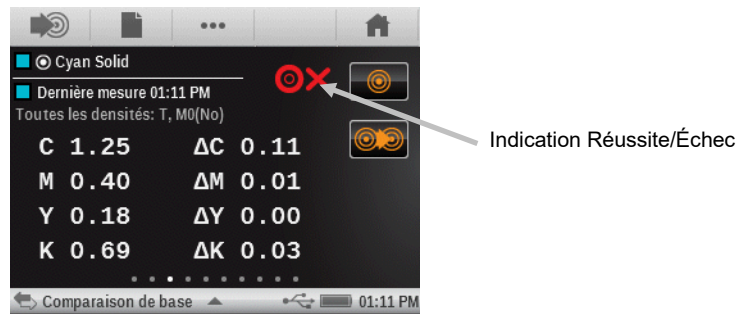 Cyan Solid
Dernière mesure 01:11 PM
Toutes les densités: T, M0(No)
C 1.25 ΔC 0.11
M 0.40 ΔM 0.01
Y 0.18 ΔY 0.00
K 0.69 ΔK 0.03
Comparaison de base 01:11 PM
Indication Réussite/Échec